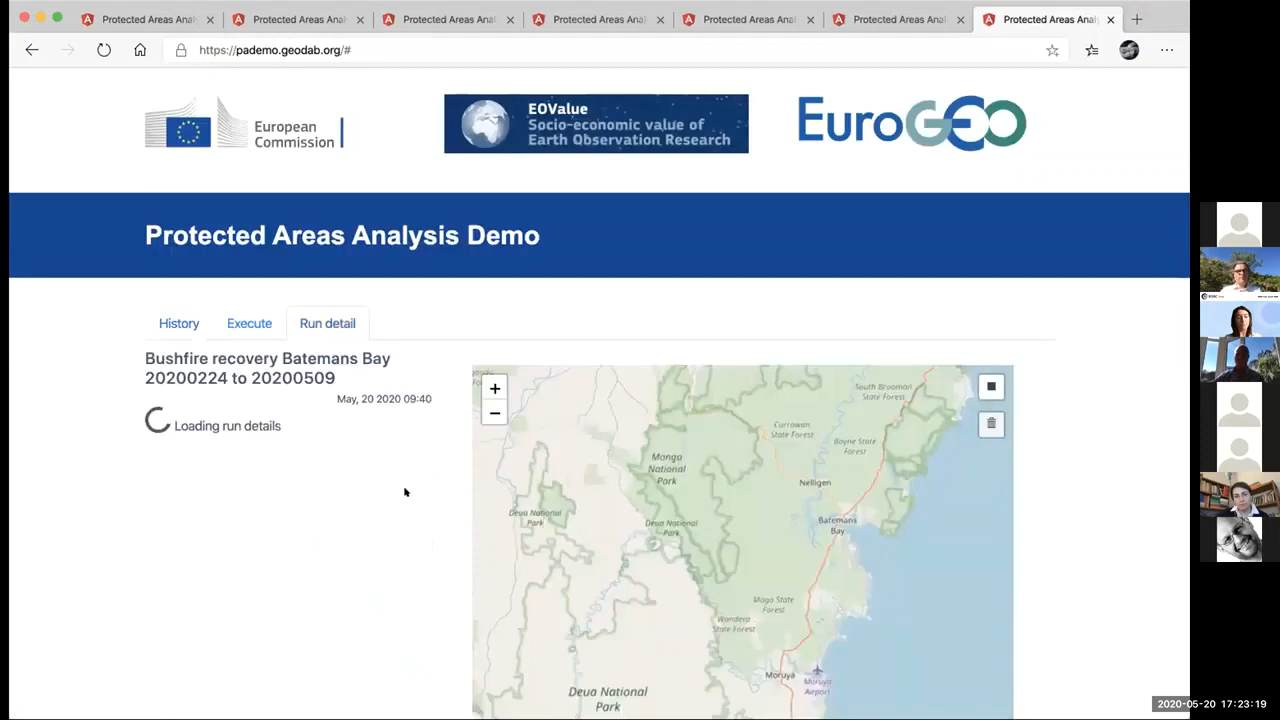 Protected Areas Anal
Protected Areas Anal
Protected Areas Anal
Protected Areas Anal
Protected Areas Anal
Protected Areas Anal
Protected Areas Anal
https://pademo.geodab.org/#
European
Commission
EOValue
Socio-economic value of
Earth Observation Research
EuroGEO
Protected Areas Analysis Demo
History
Execute
Run detail
Bushfire recovery Batemans Bay
20200224 to 20200509
May, 20 2020 09:40
Loading run details
+
−
South Brooman
State Forest
Currowan
State Forest
Boyne State
Forest
Monga
National
Park
Nelligen
Deua National
Park
Deua National
Park
Batemans
Bay
Mogo State
Forest
Wandera
State Forest
Moruya
Moruya
Airport
Deua National
Park
2020-05-20 17:23:19